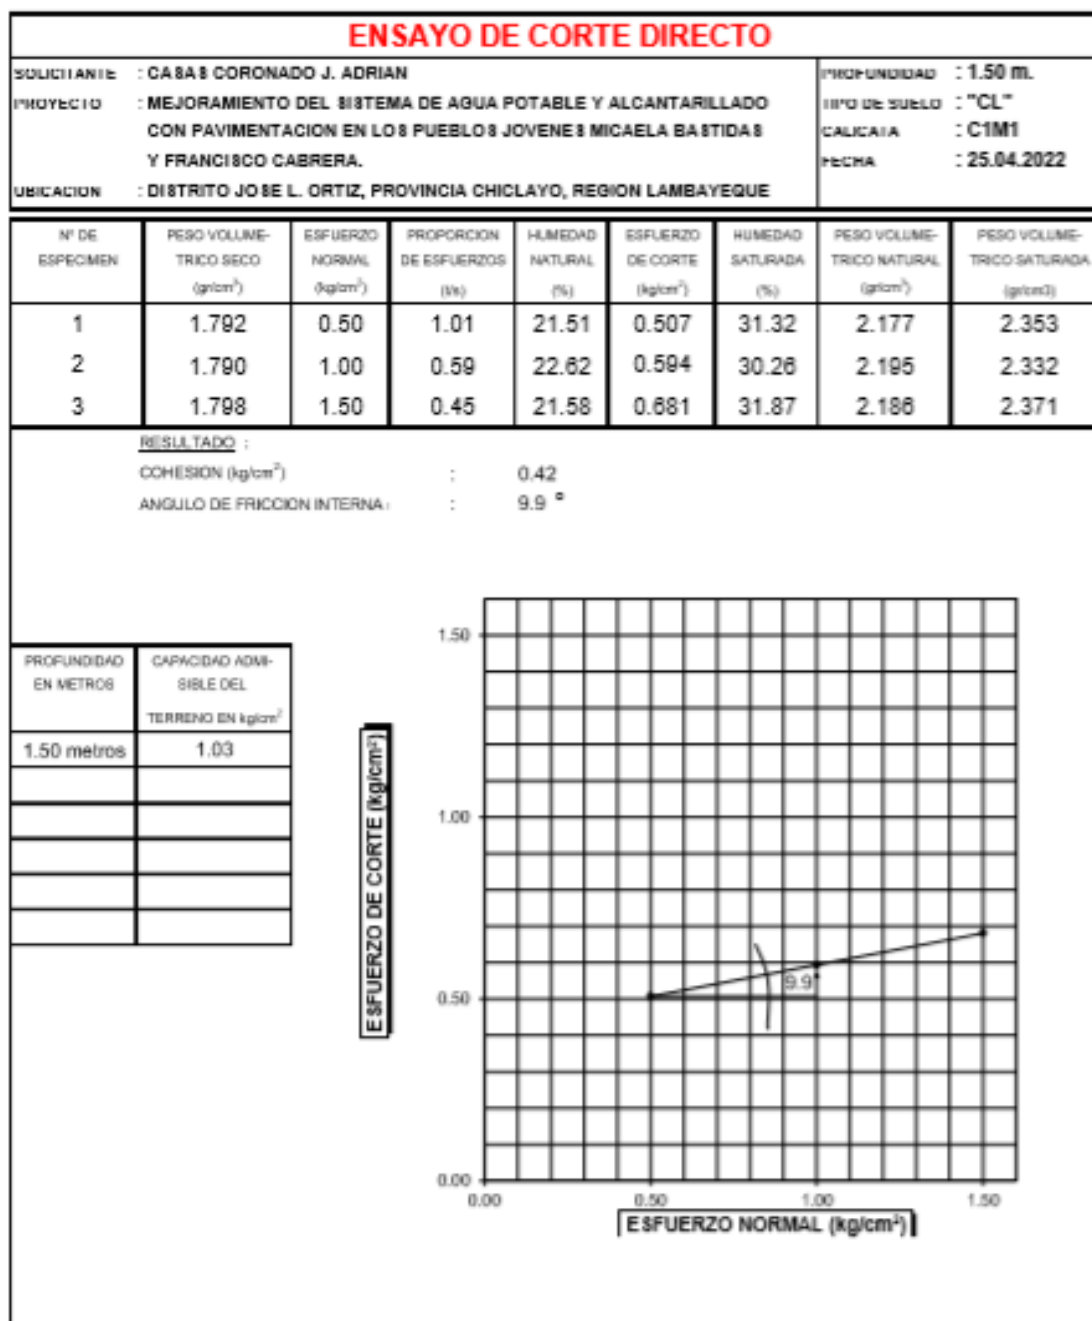 ENSAYO DE CORTE DIRECTO
SOLICITANTE : CASAS CORONADO J. ADRIAN
PROFUNDIDAD : 1.50 m.
PROYECTO : MEJORAMIENTO DEL SISTEMA DE AGUA POTABLE Y ALCANTARILLADO
TIPO DE SUELO : "CL"
CON PAVIMENTACION EN LOS PUEBLOS JOVENES MICAELA BASTIDAS
CALICATA : C1M1
Y FRANCISCO CABRERA.
FECHA : 25.04.2022
UBICACION : DISTRITO JOSE L. ORTIZ, PROVINCIA CHICLAYO, REGION LAMBAYEQUE
N° DE ESPECIMEN
PESO VOLUME-TRICO SECO (gr/cm³)
ESFUERZO NORMAL (kg/cm²)
PROPORCION DE ESFUERZOS (t/n)
HUMEDAD NATURAL (%)
ESFUERZO DE CORTE (kg/cm²)
HUMEDAD SATURADA (%)
PESO VOLUME-TRICO NATURAL (gr/cm³)
PESO VOLUME-TRICO SATURADA (gr/cm3)
1 1.792 0.50 1.01 21.51 0.507 31.32 2.177 2.353
2 1.790 1.00 0.59 22.62 0.594 30.26 2.195 2.332
3 1.798 1.50 0.45 21.58 0.681 31.87 2.186 2.371
RESULTADO :
COHESION (kg/cm²) : 0.42
ANGULO DE FRICCION INTERNA : : 9.9 °
PROFUNDIDAD EN METROS
CAPACIDAD ADMI-SIBLE DEL TERRENO EN kg/cm²
1.50 metros 1.03
ESFUERZO DE CORTE (kg/cm²)
1.50
1.00
0.50
0.00
9.9°
0.00 0.50 1.00 1.50
ESFUERZO NORMAL (kg/cm²)